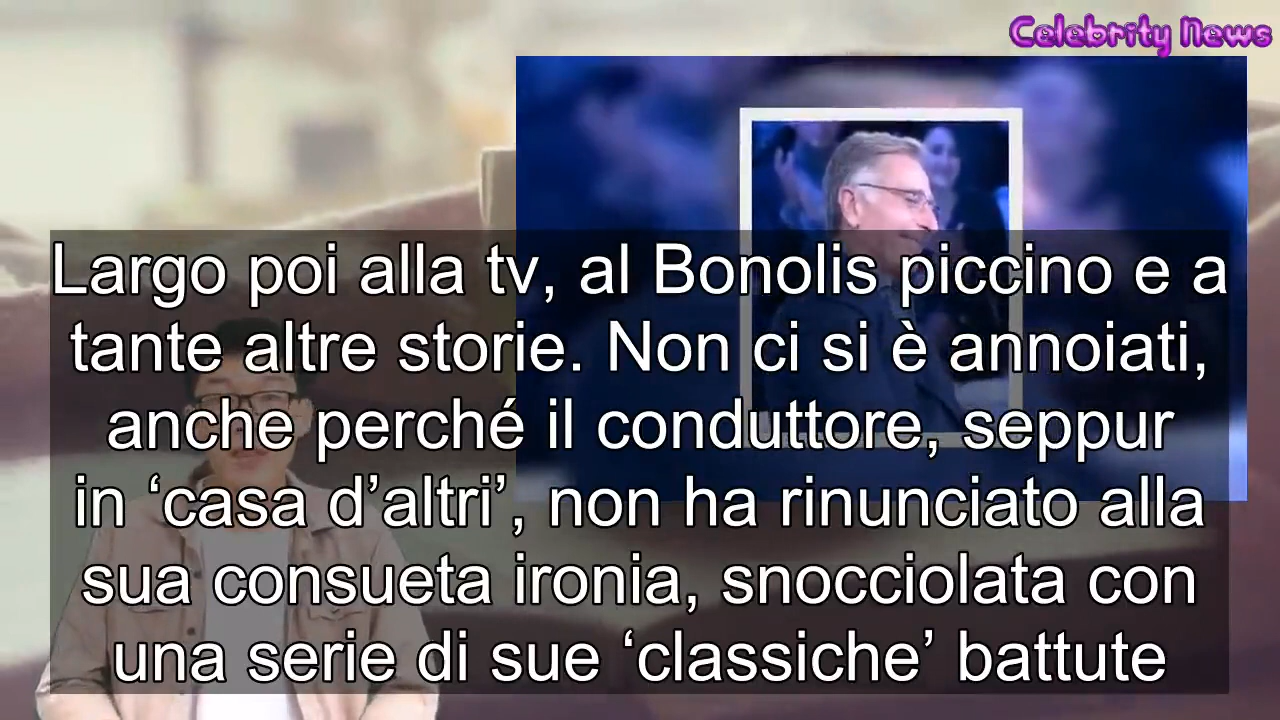 Celebrity News
Largo poi alla tv, al Bonolis piccino e a
tante altre storie. Non ci si è annoiati,
anche perché il conduttore, seppur
in ‘casa d’altri’, non ha rinunciato alla
sua consueta ironia, snocciolata con
una serie di sue ‘classiche’ battute